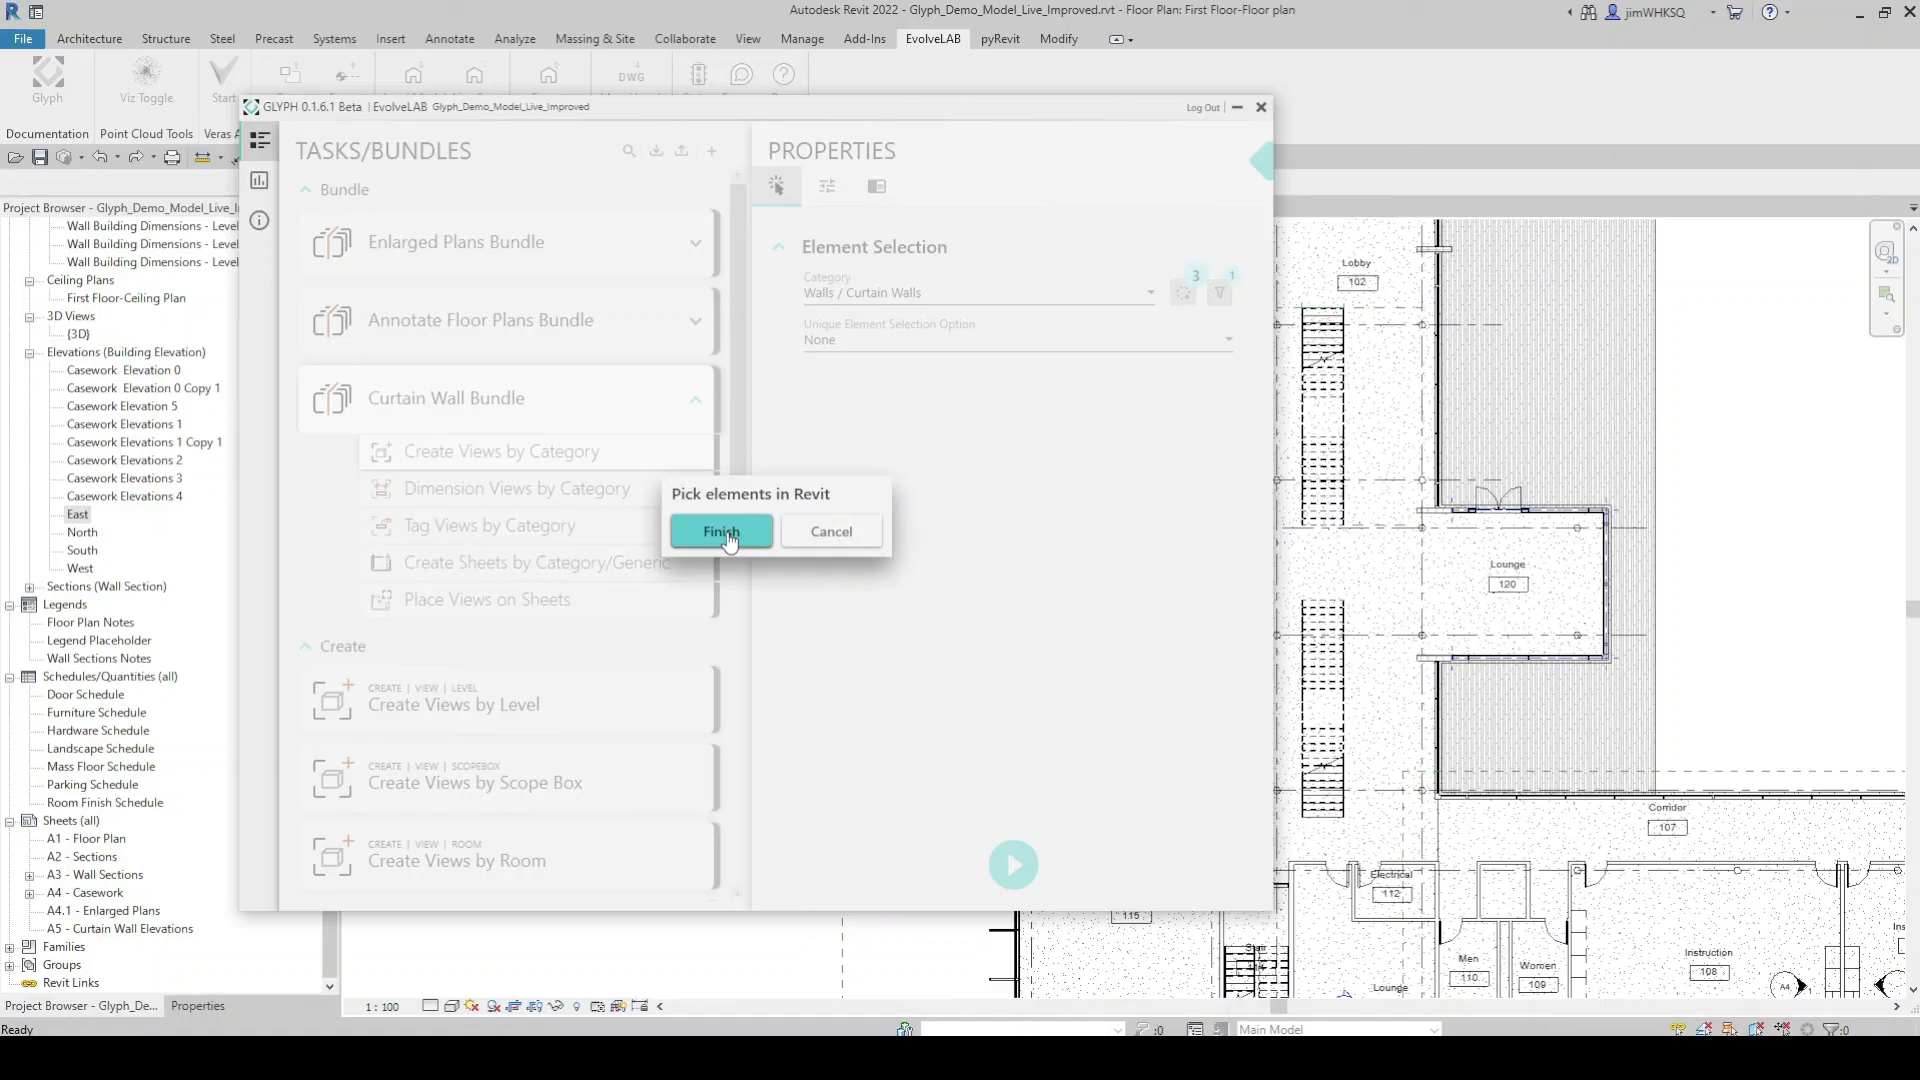 Autodesk Revit 2022 - Glyph_Demo_Model_Live_Improved.rvt - Floor Plan: First Floor-Floor plan
jimWHKSQ
File Architecture Structure Steel Precast Systems Insert Annotate Analyze Massing & Site Collaborate View Manage Add-Ins EvolveLAB pyRevit Modify
Glyph Viz Toggle Start DWG
Documentation Point Cloud Tools Veras A
GLYPH 0.1.6.1 Beta | EvolveLAB Glyph_Demo_Model_Live_Improved Log Out
Project Browser - Glyph_Demo_Model_Live_I
Wall Building Dimensions - Level
Wall Building Dimensions - Level
Wall Building Dimensions - Level
Ceiling Plans
First Floor-Ceiling Plan
3D Views
{3D}
Elevations (Building Elevation)
Casework Elevation 0
Casework Elevation 0 Copy 1
Casework Elevation 5
Casework Elevations 1
Casework Elevations 1 Copy 1
Casework Elevations 2
Casework Elevations 3
Casework Elevations 4
East
North
South
West
Sections (Wall Section)
Legends
Floor Plan Notes
Legend Placeholder
Wall Sections Notes
Schedules/Quantities (all)
Door Schedule
Furniture Schedule
Hardware Schedule
Landscape Schedule
Mass Floor Schedule
Parking Schedule
Room Finish Schedule
Sheets (all)
A1 - Floor Plan
A2 - Sections
A3 - Wall Sections
A4 - Casework
A4.1 - Enlarged Plans
A5 - Curtain Wall Elevations
Families
Groups
Revit Links
Project Browser - Glyph_De... Properties
Ready
TASKS/BUNDLES
Bundle
Enlarged Plans Bundle
Annotate Floor Plans Bundle
Curtain Wall Bundle
Create Views by Category
Dimension Views by Category
Tag Views by Category
Create Sheets by Category/Generic
Place Views on Sheets
Create
CREATE | VIEW | LEVEL
Create Views by Level
CREATE | VIEW | SCOPEBOX
Create Views by Scope Box
CREATE | VIEW | ROOM
Create Views by Room
PROPERTIES
Element Selection
Category
Walls / Curtain Walls
3
1
Unique Element Selection Option
None
Pick elements in Revit
Finish Cancel
2D
Lobby
102
Lounge
120
Corridor
107
Electrical
112
115
Stair
Men
110
Women
109
Instruction
108
A4
1
Ins
Lounge
1 : 100
:0
Main Model
:0